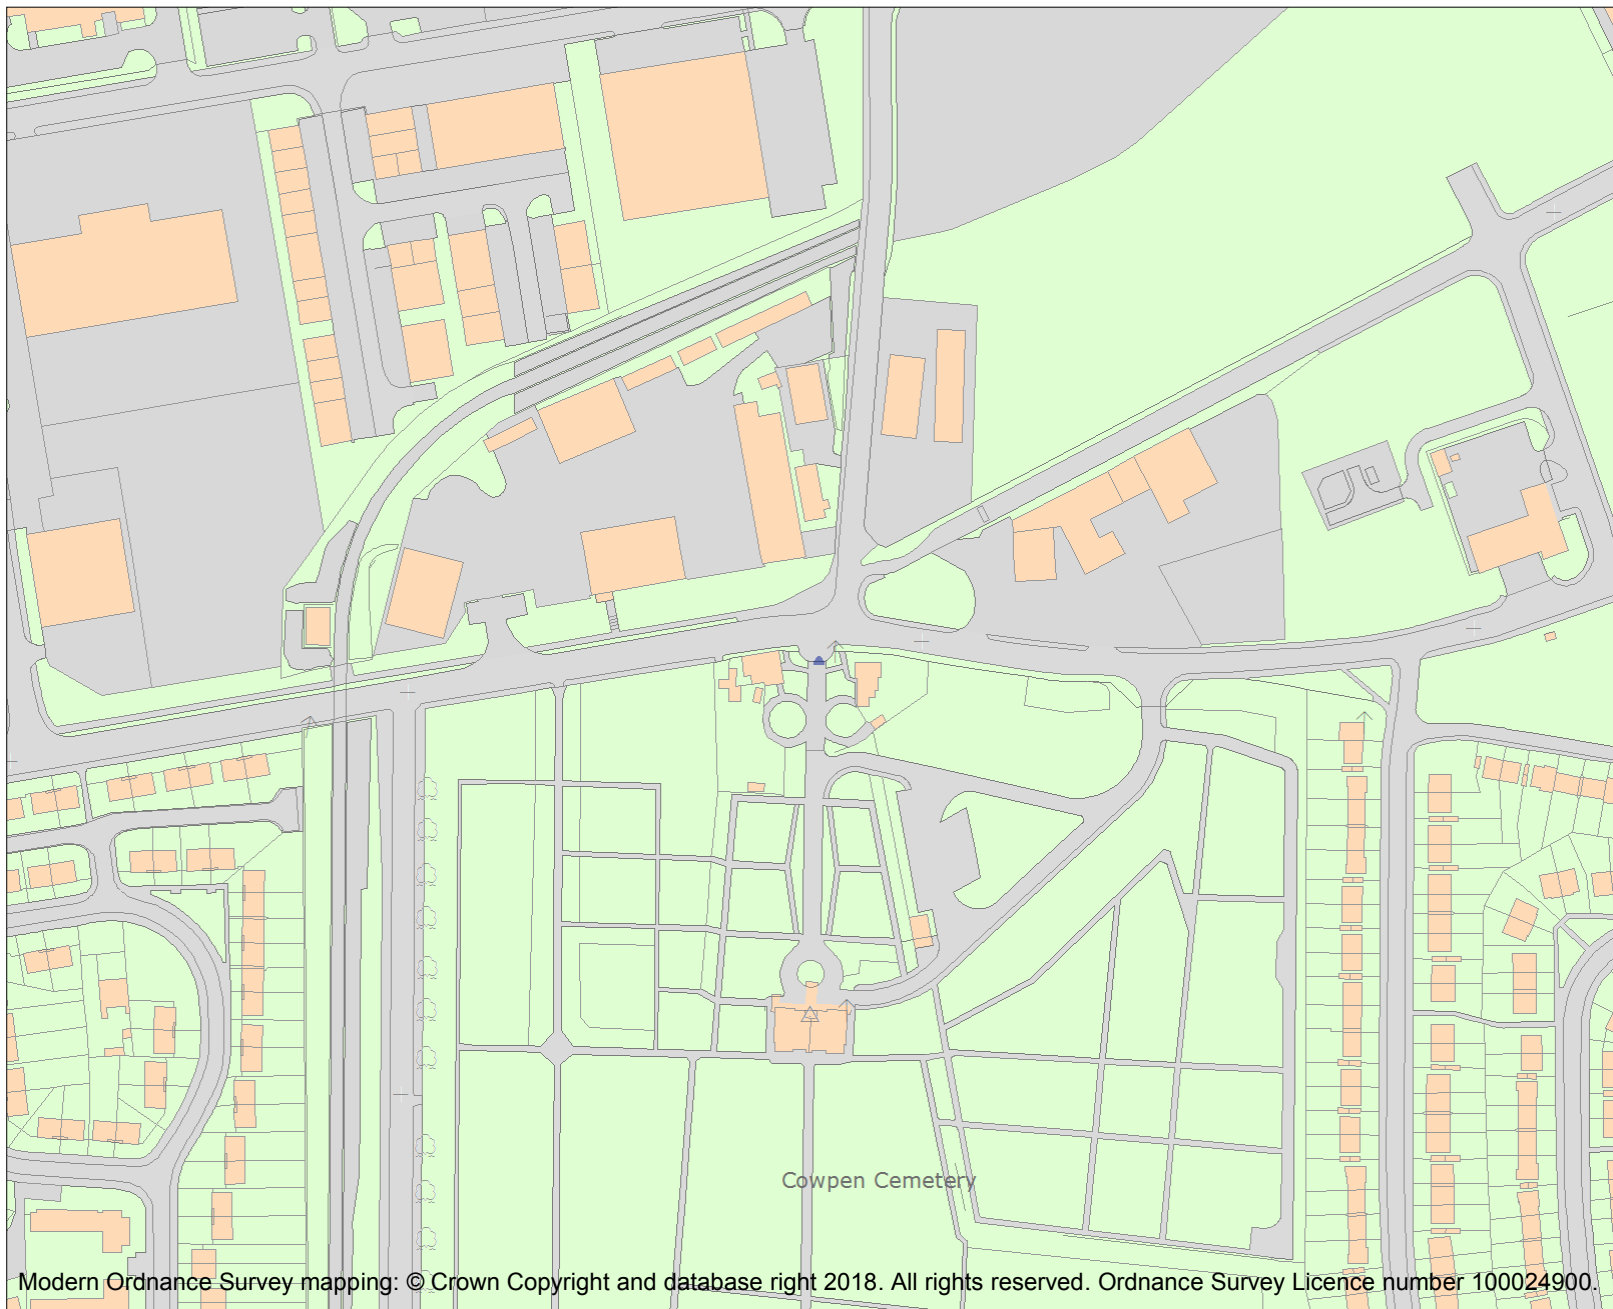 Cowpen Cemetery
Modern Ordnance Survey mapping: © Crown Copyright and database right 2018. All rights reserved. Ordnance Survey Licence number 100024900.